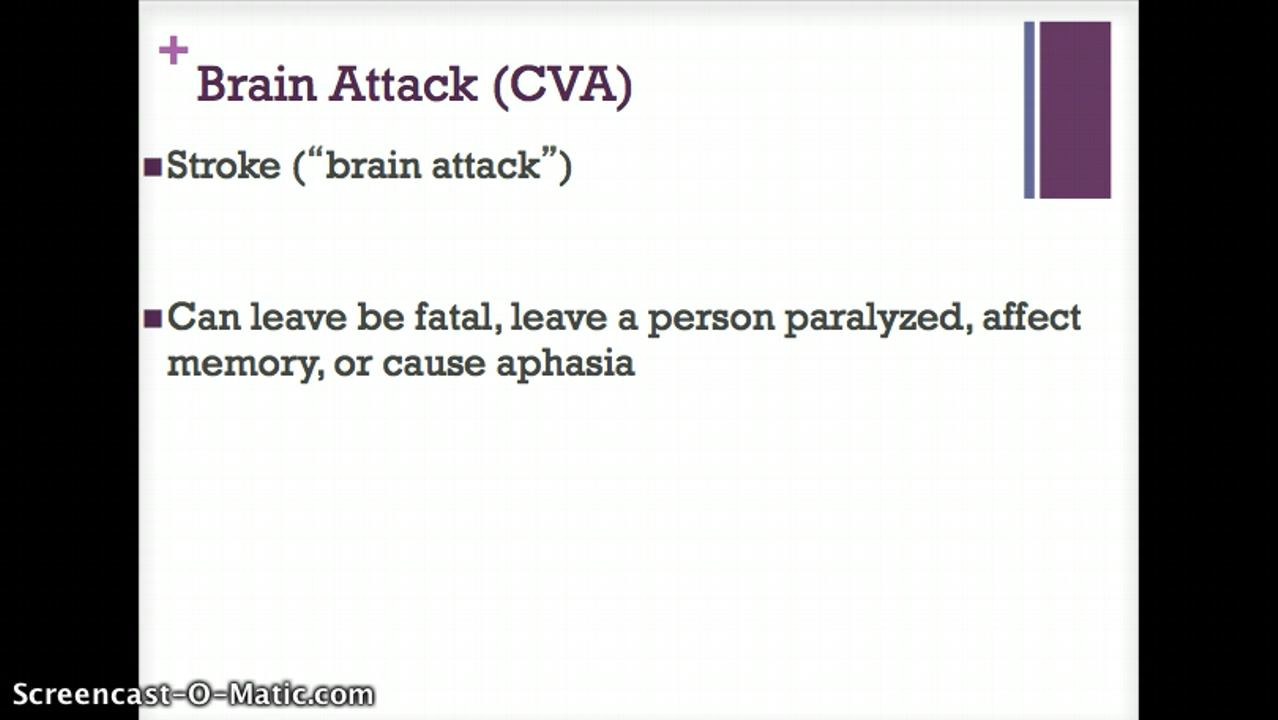 +
Brain Attack (CVA)
Stroke (“brain attack”)
Can leave be fatal, leave a person paralyzed, affect
memory, or cause aphasia
Screencast-O-Matic.com